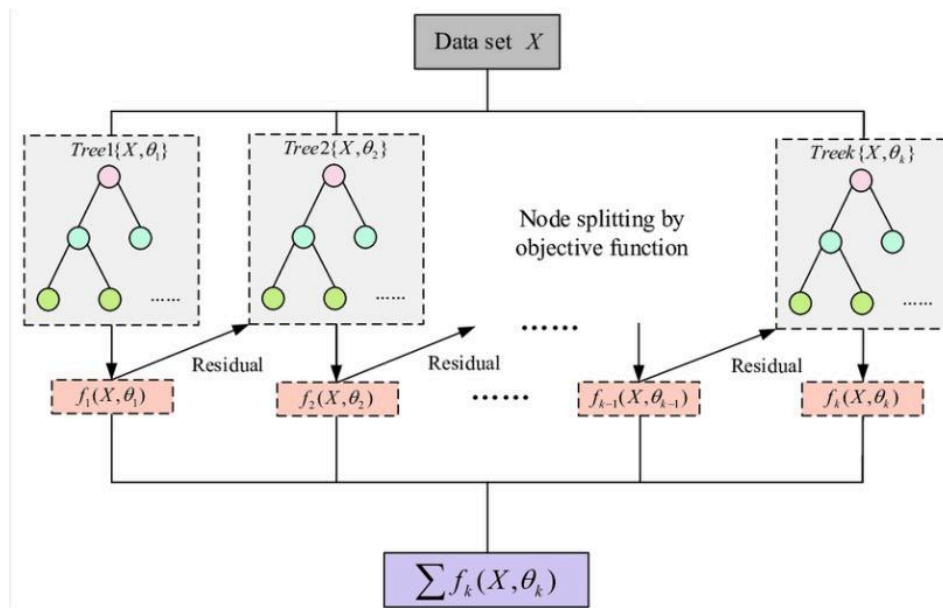 Data set X
Tree1{X,θ₁}
Tree2{X,θ₂}
Treek{X,θₖ}
Node splitting by
objective function
......
......
......
......
Residual
Residual
Residual
f₁(X,θ₁)
f₂(X,θ₂)
......
fₖ₋₁(X,θₖ₋₁)
fₖ(X,θₖ)
∑fₖ(X,θₖ)